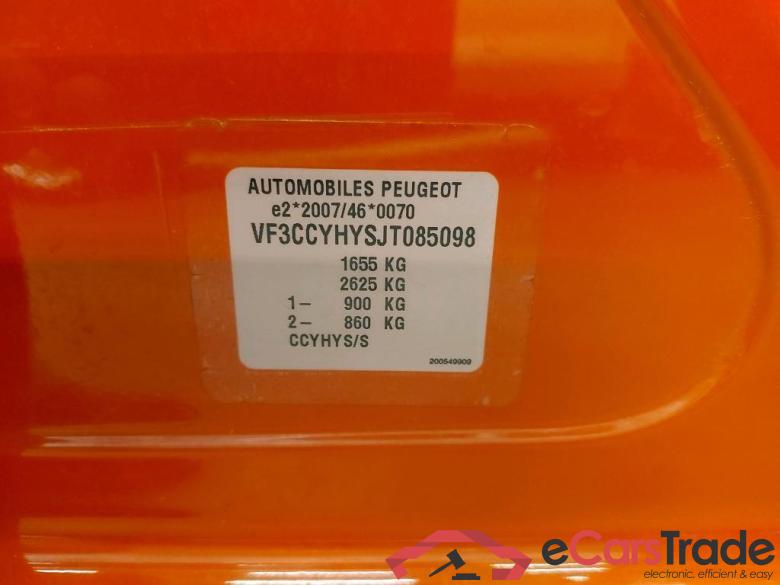 AUTOMOBILES PEUGEOT
e2*2007/46*0070
VF3CCYHYSJT085098
1655 KG
2625 KG
1- 900 KG
2- 860 KG
CCYHYS/S
200549909
eCarsTrade
electronic, efficient & easy